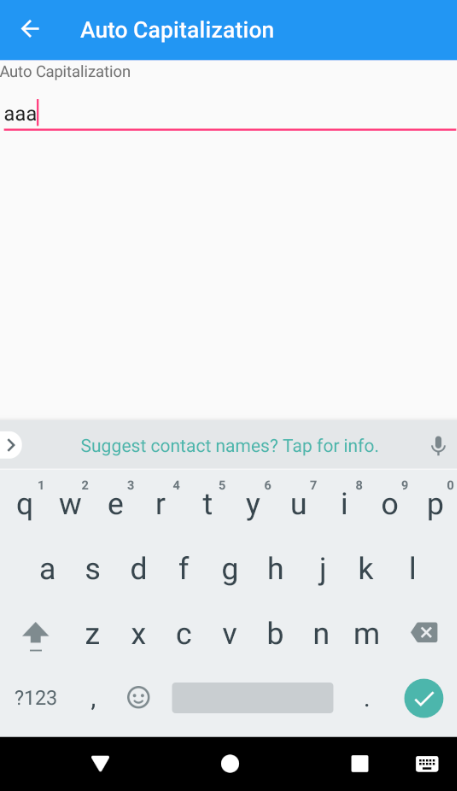 Auto Capitalization
Auto Capitalization
aaa
Suggest contact names? Tap for info.
1 2 3 4 5 6 7 8 9 0
q w e r t y u i o p
a s d f g h j k l
z x c v b n m
?123 , .